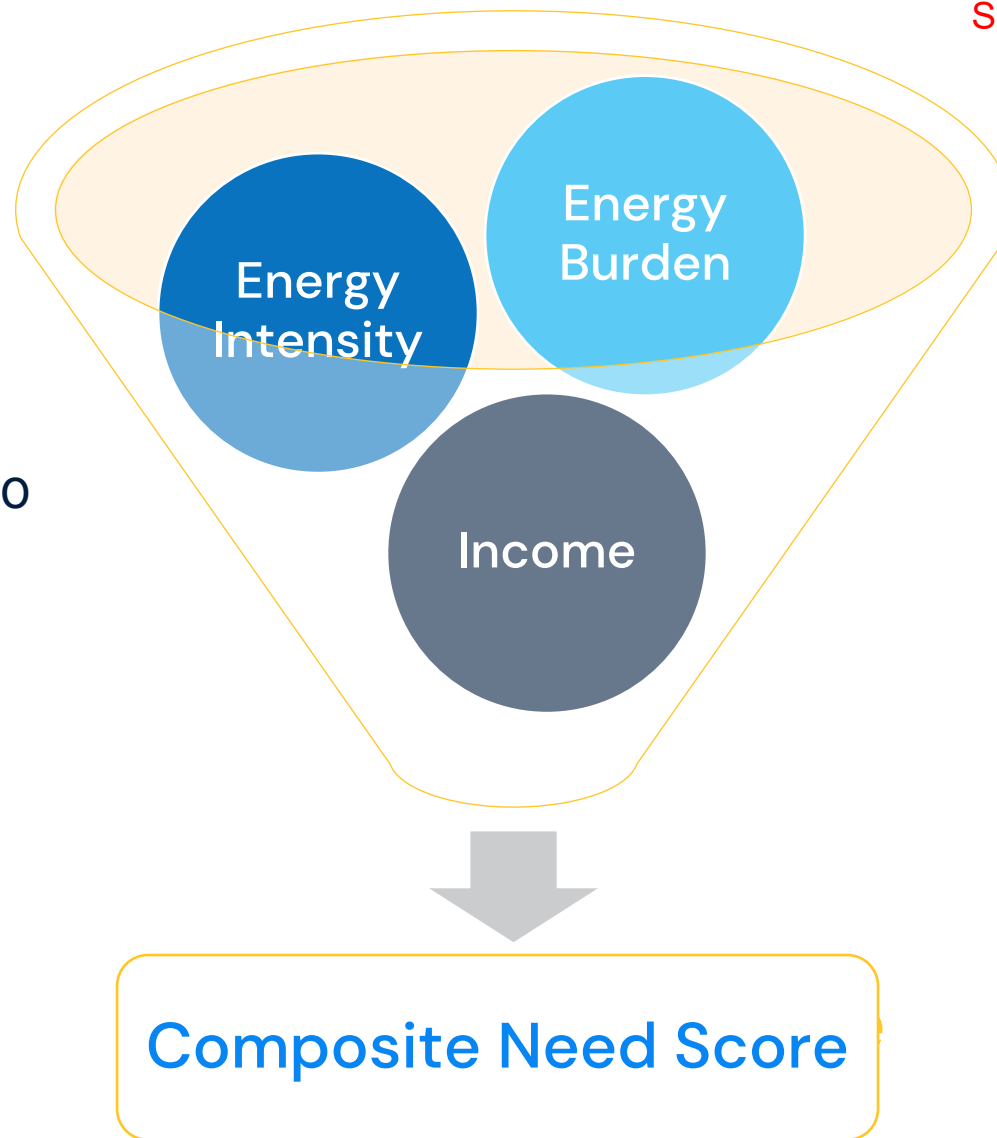 S
Energy
Burden
Energy
Intensity
o
Income
Composite Need Score